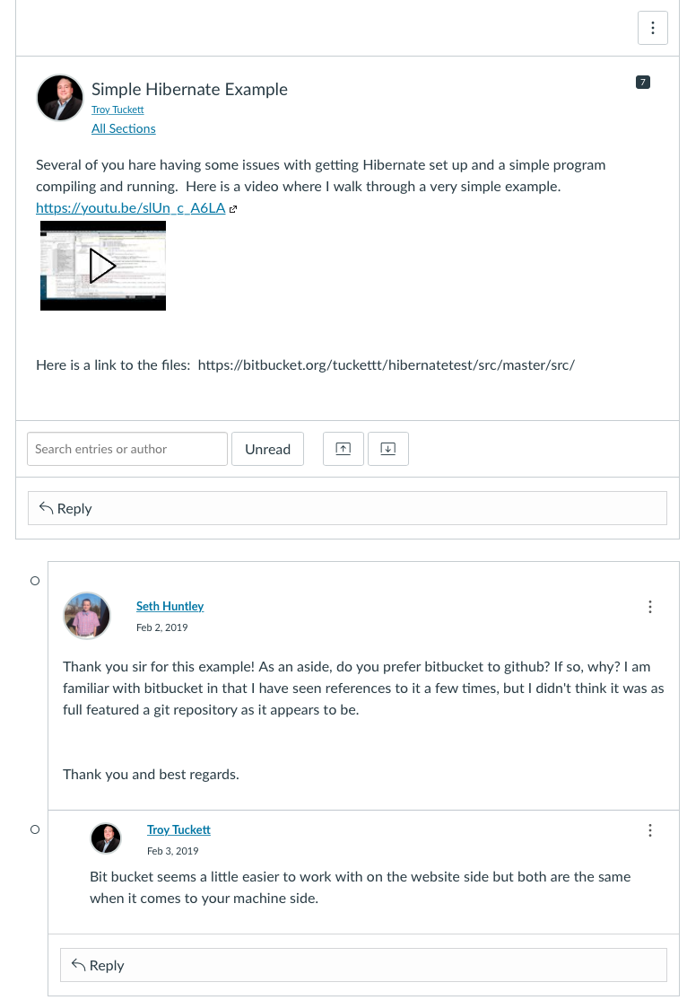 Simple Hibernate Example
7
Troy Tuckett
All Sections
Several of you hare having some issues with getting Hibernate set up and a simple program
compiling and running.  Here is a video where I walk through a very simple example.
https://youtu.be/slUn_c_A6LA
Here is a link to the files:  https://bitbucket.org/tuckettt/hibernatetest/src/master/src/
Search entries or author
Unread
Reply
Seth Huntley
Feb 2, 2019
Thank you sir for this example! As an aside, do you prefer bitbucket to github? If so, why? I am
familiar with bitbucket in that I have seen references to it a few times, but I didn't think it was as
full featured a git repository as it appears to be.
Thank you and best regards.
Troy Tuckett
Feb 3, 2019
Bit bucket seems a little easier to work with on the website side but both are the same
when it comes to your machine side.
Reply